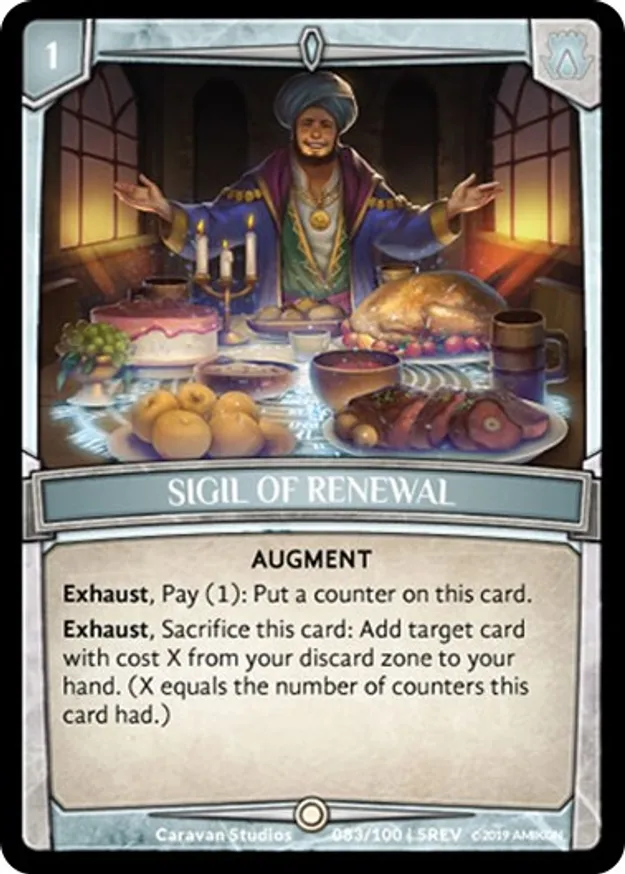 1
SIGIL OF RENEWAL
AUGMENT
Exhaust, Pay (1): Put a counter on this card.
Exhaust, Sacrifice this card: Add target card
with cost X from your discard zone to your
hand. (X equals the number of counters this
card had.)
Caravan Studios 083/100 | SREV ©2019 AMIKON